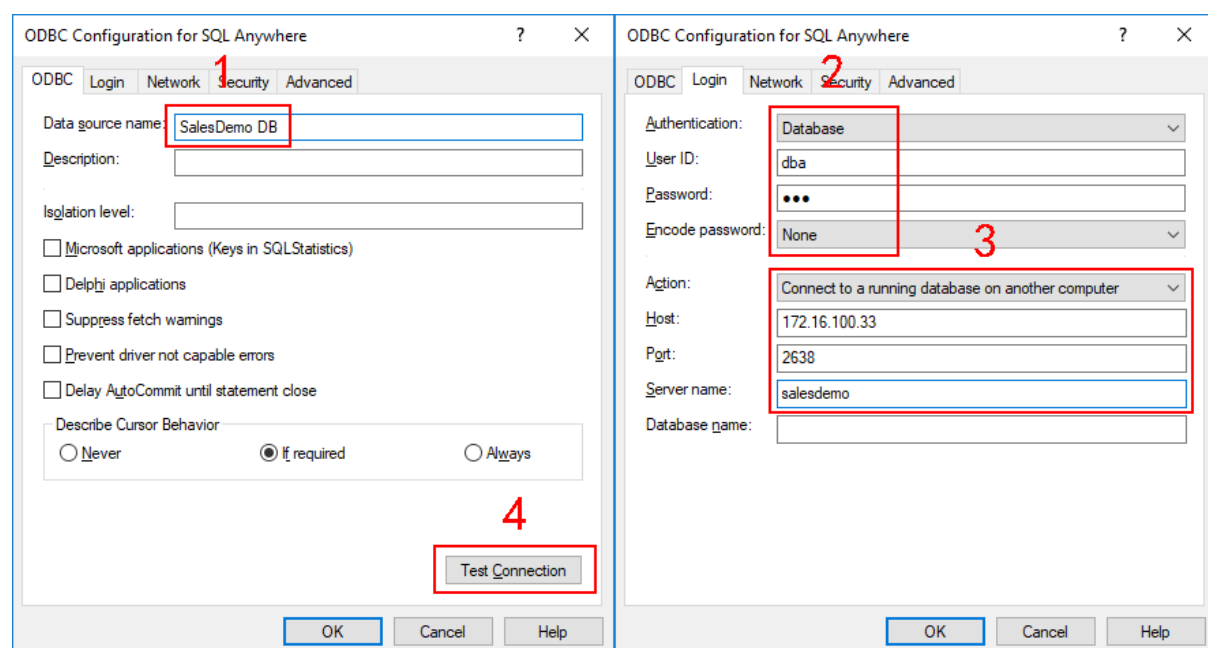 ODBC Configuration for SQL Anywhere ? ×
ODBC Login Network Security Advanced
1
Data source name: SalesDemo DB
Description:
Isolation level:
Microsoft applications (Keys in SQLStatistics)
Delphi applications
Suppress fetch warnings
Prevent driver not capable errors
Delay AutoCommit until statement close
Describe Cursor Behavior
Never If required Always
4
Test Connection
OK Cancel Help
ODBC Configuration for SQL Anywhere ? ×
2
ODBC Login Network Security Advanced
Authentication: Database
User ID: dba
Password: •••
Encode password: None
3
Action: Connect to a running database on another computer
Host: 172.16.100.33
Port: 2638
Server name: salesdemo
Database name:
OK Cancel Help